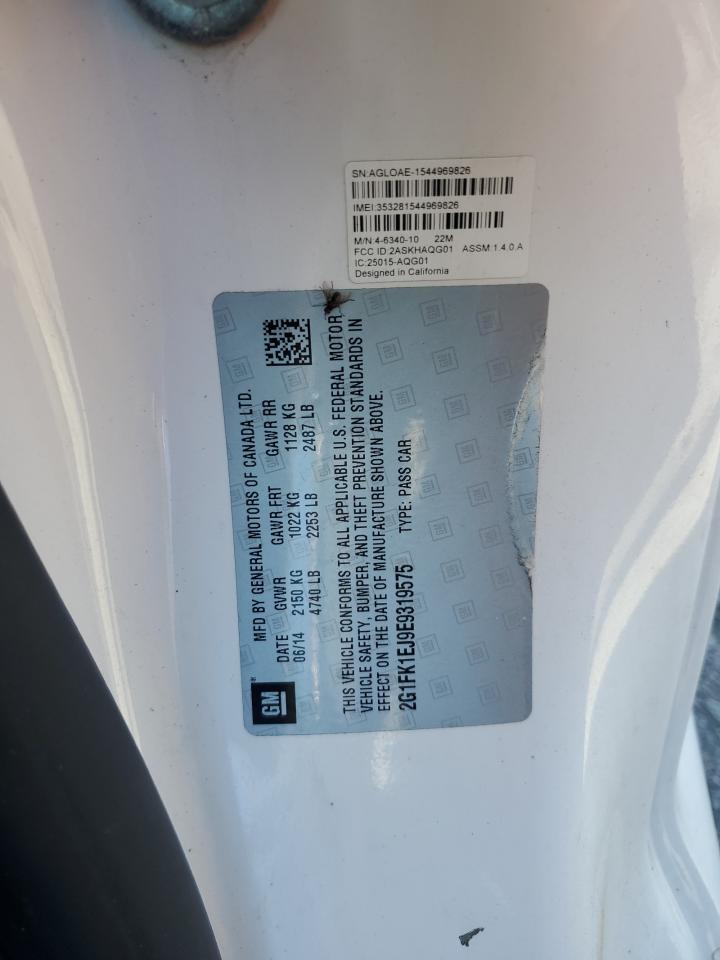 SN:AGLOAE-1544969826
IMEI:353281544969826
M/N:4-6340-10 22M
FCC ID:2ASKHAQG01 ASSM:1.4.0.A
IC:25015-AQG01
Designed in California
GM
MFD BY GENERAL MOTORS OF CANADA LTD.
DATE GVWR GAWR FRT GAWR RR
06/14 2150 KG 1022 KG 1128 KG
4740 LB 2253 LB 2487 LB
THIS VEHICLE CONFORMS TO ALL APPLICABLE U.S. FEDERAL MOTOR
VEHICLE SAFETY, BUMPER, AND THEFT PREVENTION STANDARDS IN
EFFECT ON THE DATE OF MANUFACTURE SHOWN ABOVE.
2G1FK1EJ9E9319575 TYPE: PASS CAR